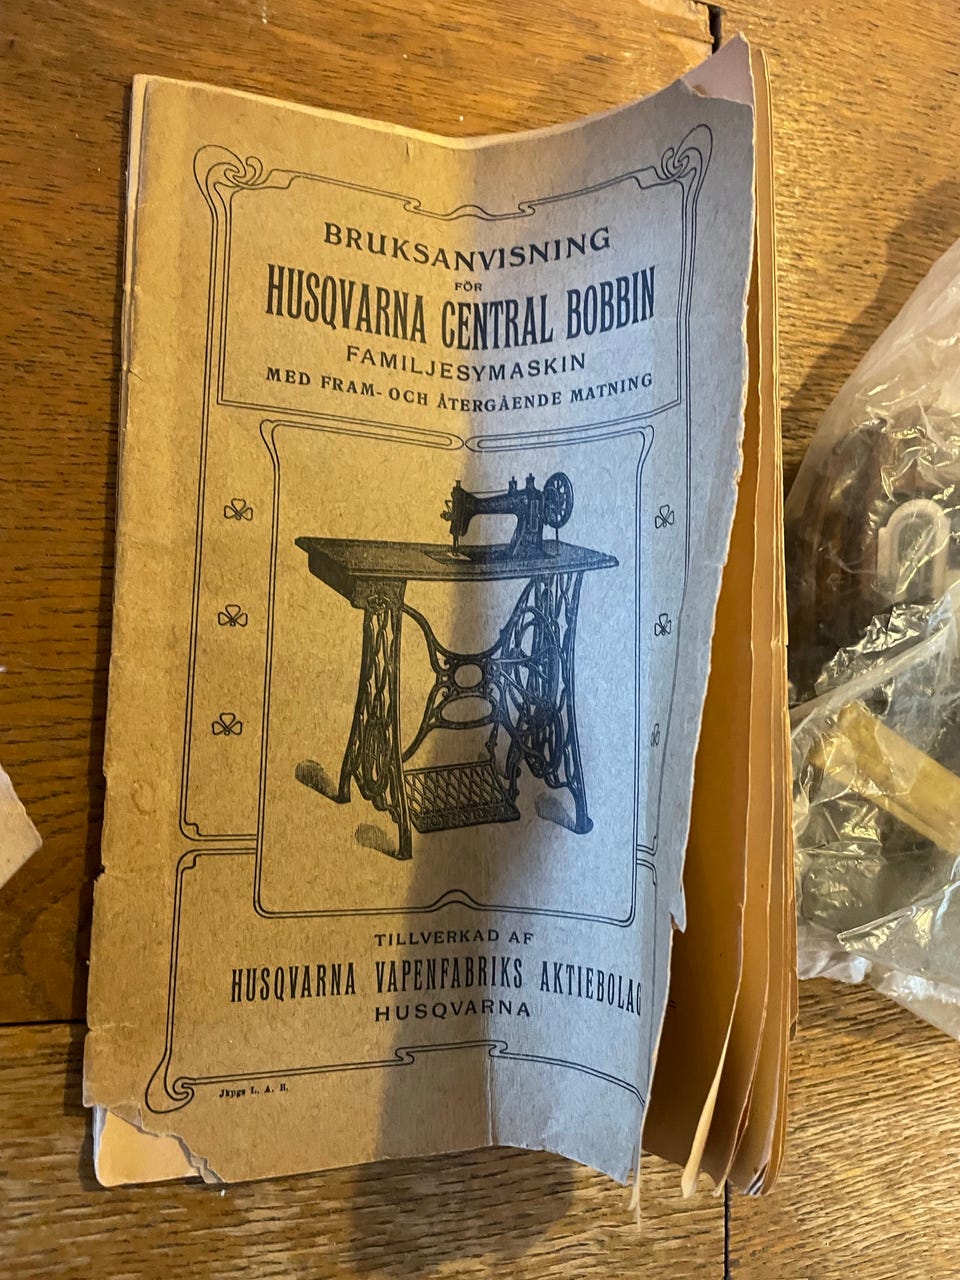 BRUKSANVISNING
FÖR
HUSQVARNA CENTRAL BOBBIN
FAMILJESYMASKIN
MED FRAM- OCH ÅTERGÅENDE MATNING
TILLVERKAD AF
HUSQVARNA VAPENFABRIKS AKTIEBOLAG
HUSQVARNA
Jkpgs L. A. B.